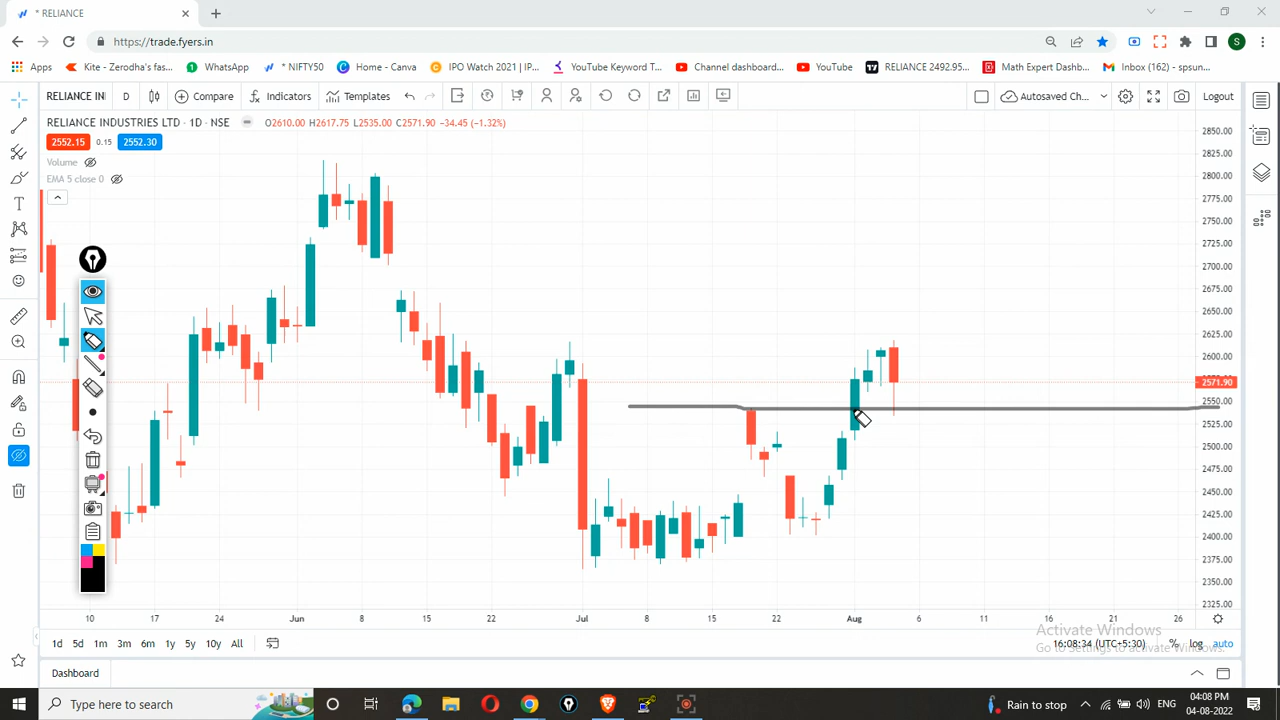 * RELIANCE
https://trade.fyers.in
S
Apps Kite - Zerodha's fas... WhatsApp * NIFTY50 Home - Canva IPO Watch 2021 | IP... YouTube Keyword T... Channel dashboard... YouTube RELIANCE 2492.95... Math Expert Dashb... Inbox (162) - spsun...
RELIANCE IN D Compare Indicators Templates Autosaved Ch... Logout
RELIANCE INDUSTRIES LTD · 1D · NSE O2610.00 H2617.75 L2535.00 C2571.90 −34.45 (−1.32%)
2552.15 0.15 2552.30
Volume
EMA 5 close 0
2850.00
2825.00
2800.00
2775.00
2750.00
2725.00
2700.00
2675.00
2650.00
2625.00
2600.00
2571.90
2550.00
2525.00
2500.00
2475.00
2450.00
2425.00
2400.00
2375.00
2350.00
2325.00
10 17 24 Jun 8 15 22 Jul 8 15 22 Aug 6 11 16 21 26
Activate Windows
Go to Settings to activate Windows.
1d 5d 1m 3m 6m 1y 5y 10y All 16:08:34 (UTC+5:30) % log auto
Dashboard
Type here to search Rain to stop ENG 04:08 PM
04-08-2022